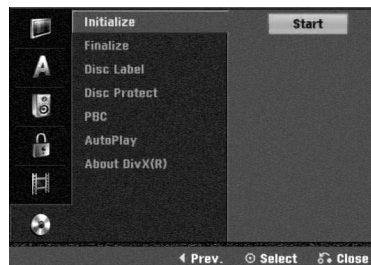 Initialize
Start
Finalize
Disc Label
Disc Protect
PBC
AutoPlay
About DivX(R)
A
Prev. Select Close